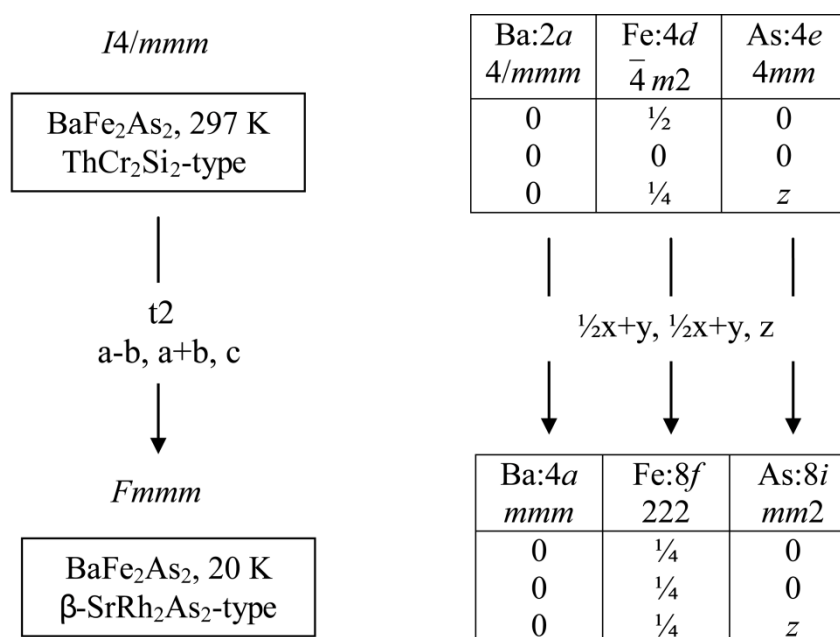 I4/mmm
BaFe₂As₂, 297 K
ThCr₂Si₂-type
t2
a-b, a+b, c
Fmmm
BaFe₂As₂, 20 K
β-SrRh₂As₂-type
Ba:2a Fe:4d As:4e
4/mmm 4̅ m2 4mm
0 ½ 0
0 0 0
0 ¼ z
½x+y, ½x+y, z
Ba:4a Fe:8f As:8i
mmm 222 mm2
0 ¼ 0
0 ¼ 0
0 ¼ z